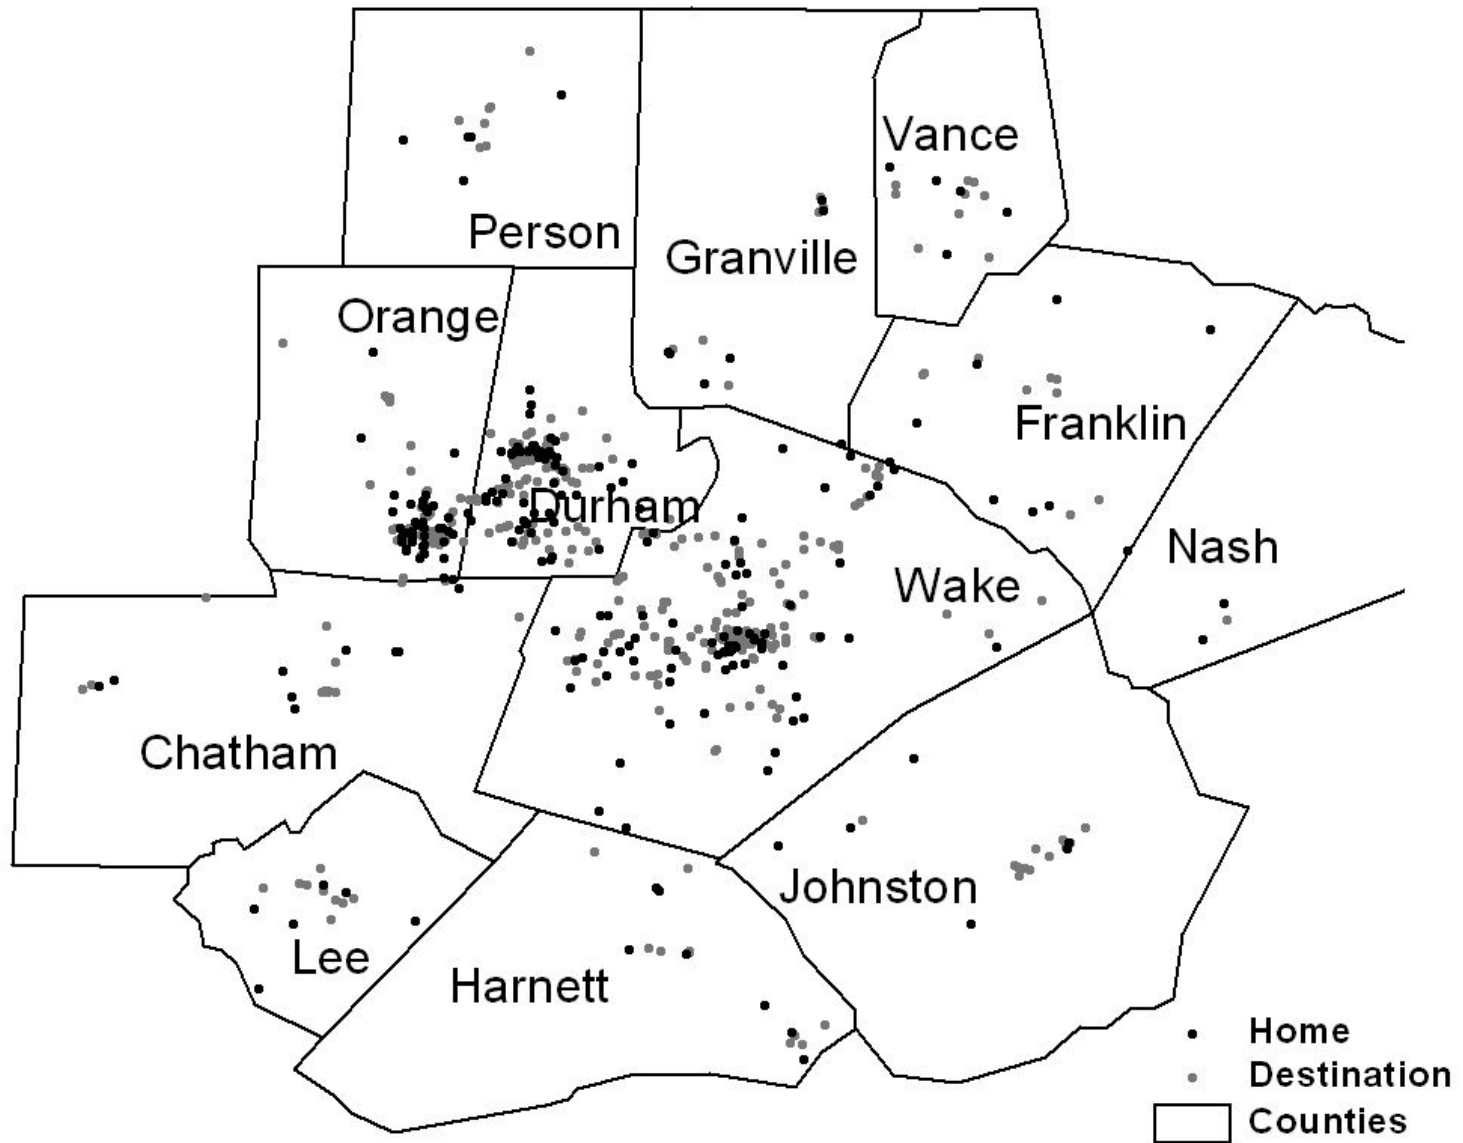 Vance
Person
Granville
Orange
Franklin
Durham
Nash
Wake
Chatham
Johnston
Lee
Harnett
Home
Destination
Counties